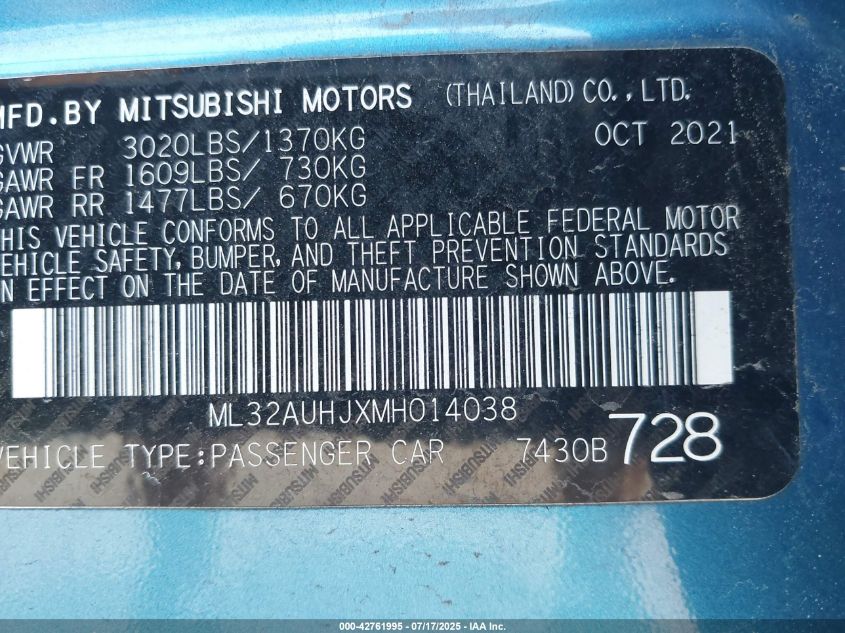 MFD.BY MITSUBISHI MOTORS (THAILAND) CO.,LTD.
GVWR 3020LBS/1370KG OCT 2021
GAWR FR 1609LBS/ 730KG
GAWR RR 1477LBS/ 670KG
THIS VEHICLE CONFORMS TO ALL APPLICABLE FEDERAL MOTOR
VEHICLE SAFETY, BUMPER, AND THEFT PREVENTION STANDARDS
IN EFFECT ON THE DATE OF MANUFACTURE SHOWN ABOVE.
ML32AUHJXMH014038
VEHICLE TYPE:PASSENGER CAR 7430B 728
000-42761995 - 07/17/2025 - IAA Inc.